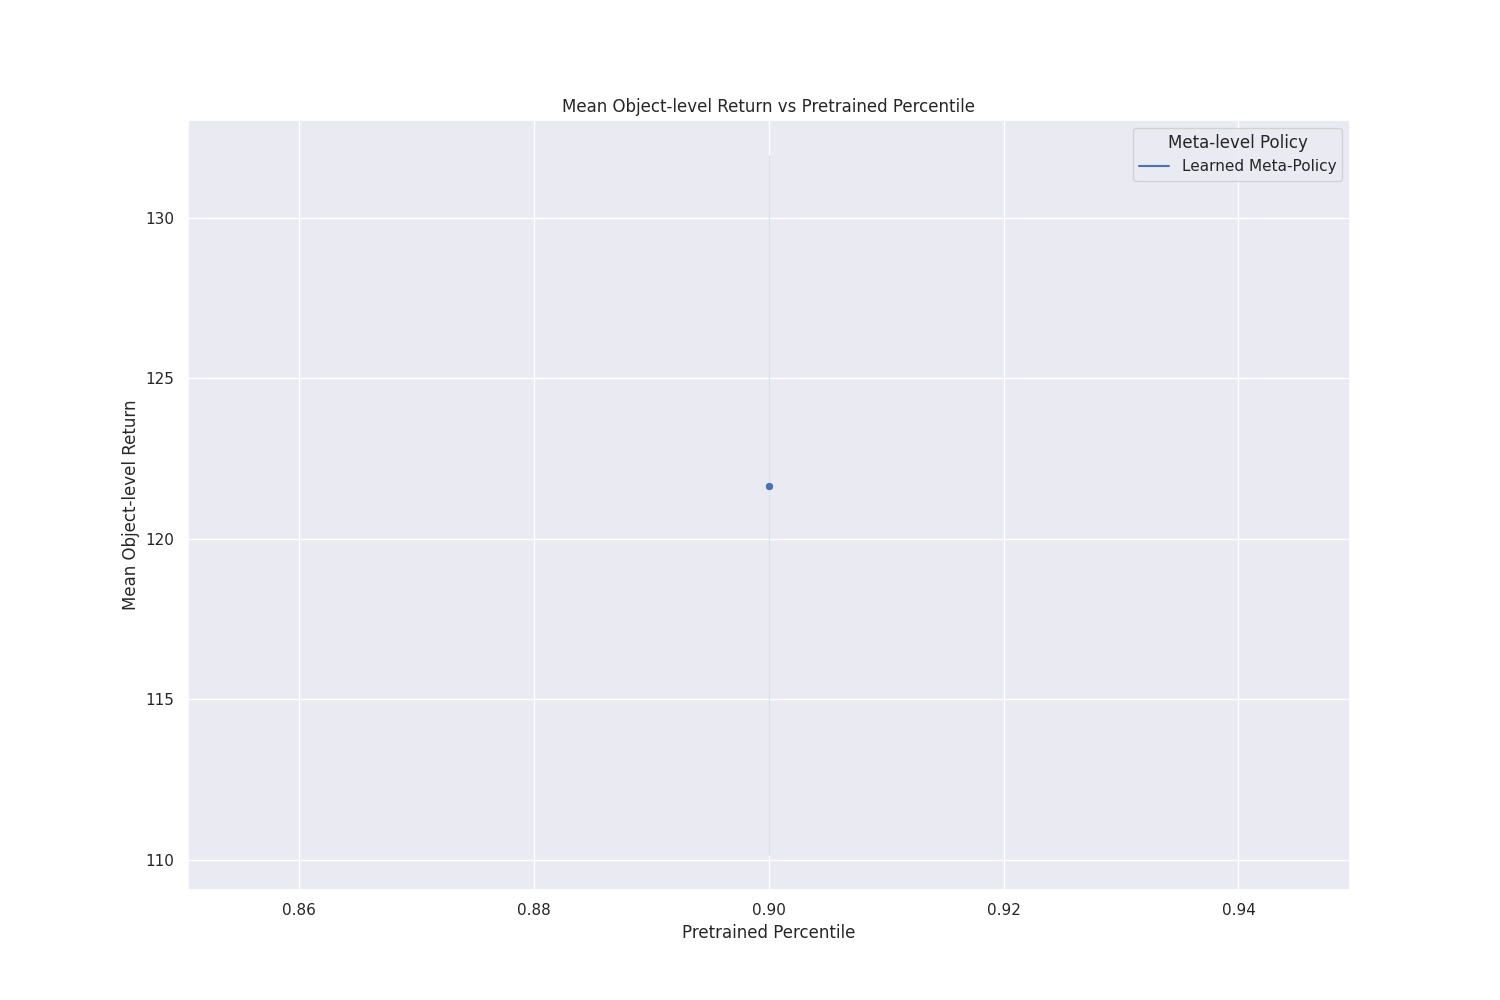 Mean Object-level Return vs Pretrained Percentile
Meta-level Policy
Learned Meta-Policy
130
125
120
115
110
Mean Object-level Return
0.86
0.88
0.90
0.92
0.94
Pretrained Percentile